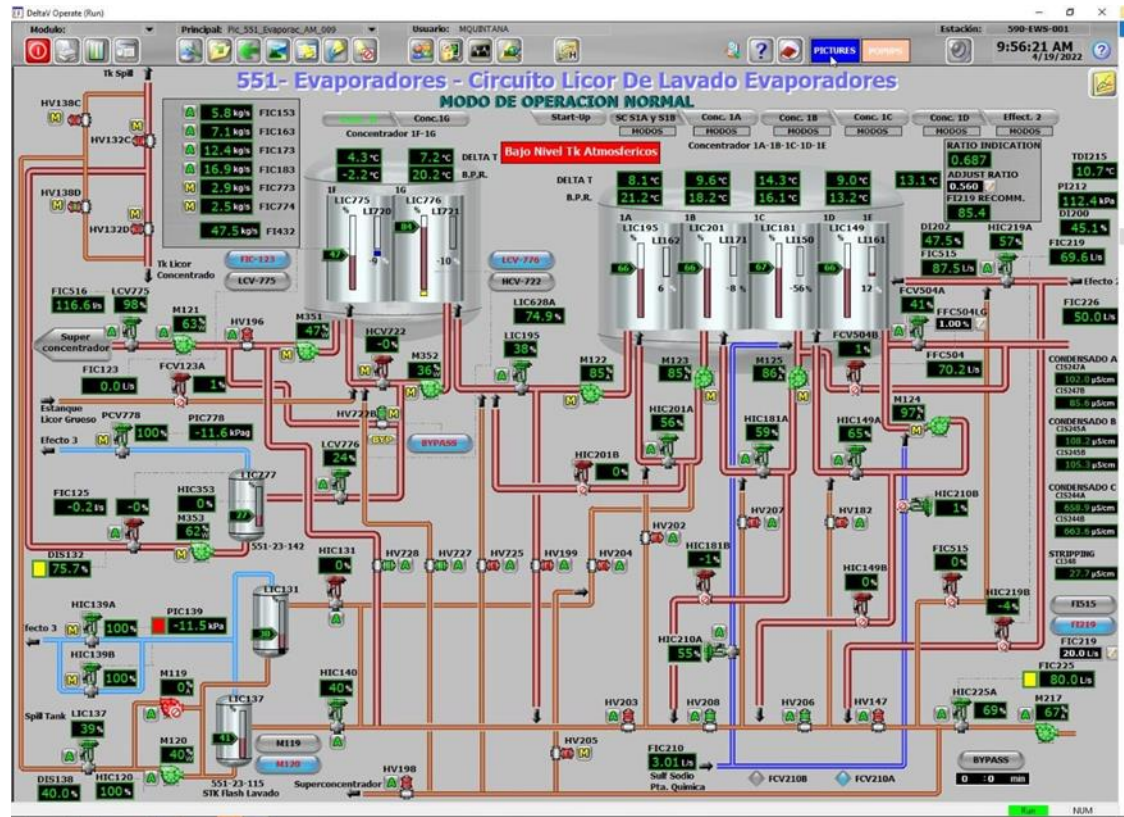 DeltaV Operate (Run)
Modulo:
Principal: Pic_551_Evaporac_AM_009
Usuario: MQUINTANA
Estación: 590-EWS-001
PICTURES
POPUPS
9:56:21 AM
4/19/2022
551- Evaporadores - Circuito Licor De Lavado Evaporadores
MODO DE OPERACION NORMAL
Tk Spill
HV138C
HV132C
HV138D
HV132D
Tk Licor
Concentrado
A 5.8 kg/s FIC153
A 7.1 kg/s FIC163
A 12.4 kg/s FIC173
A 16.9 kg/s FIC183
M 2.9 kg/s FIC773
M 2.5 kg/s FIC774
47.5 kg/s FI432
Conc.1G
Concentrador 1F-1G
Start-Up
SC S1A y S1B
Conc. 1A
Conc. 1B
Conc. 1C
Conc. 1D
Effect. 2
MODOS MODOS MODOS MODOS MODOS MODOS
Concentrador 1A-1B-1C-1D-1E
Bajo Nivel Tk Atmosfericos
4.3 °C 7.2 °C DELTA T
-2.2 °C 20.2 °C B.P.R.
DELTA T 8.1 °C 9.6 °C 14.3 °C 9.0 °C 13.1 °C
B.P.R. 21.2 °C 18.2 °C 16.1 °C 13.2 °C
RATIO INDICATION
0.687
ADJUST RATIO
0.560
FI219 RECOMM.
85.4
TDI215
10.7 °C
PI212
112.4 kPa
DI200
45.1 %
FIC219
69.6 L/s
1F 1G
LIC775 LI720 LIC776 LI721
47 -9 84 -10
1A 1B 1C 1D 1E
LIC195 LI162 LIC201 LI171 LIC181 LI150 LIC149 LI161
66 6 % 66 -8 % 67 -56 % 66 12 %
FIC-123
LCV-775
LCV-776
HCV-722
DI202
47.5 %
HIC219A
57 %
FIC515
87.5 L/s
Efecto 2
FIC226
50.0 L/s
FIC516
116.6 l/s
LCV775
98 %
M121
63 %
HV196
M351
47 %
HCV722
-0 %
M352
36 %
LIC628A
74.9 %
LIC195
38 %
M122
85 %
M123
85 %
M125
86 %
FCV504A
41 %
FFC504LG
1.00 %
FCV504B
1 %
FFC504
70.2 L/s
Super
concentrador
FIC123
0.0 L/s
FCV123A
1 %
Estanque
Licor Grueso
PCV778
100 %
PIC778
-11.6 kPag
Efecto 3
HV722B
BYP
BYPASS
LCV776
24 %
HIC201A
56 %
HIC181A
59 %
HIC149A
65 %
M124
97 %
HIC201B
0 %
CONDENSADO A
CIS247A
102.0 µS/cm
CIS247B
85.6 µS/cm
CONDENSADO B
CIS245A
108.2 µS/cm
CIS245B
105.3 µS/cm
CONDENSADO C
CIS244A
658.9 µS/cm
CIS244B
663.6 µS/cm
STRIPPING
27.7 µS/cm
LIC277
27
FIC125
-0.2 l/s
-0 %
HIC353
0 %
M353
62 %
551-23-142
DIS132
75.7 %
HIC210B
1 %
HV207
HV182
HV202
HIC131
0 %
HV728 HV727 HV725 HV199 HV204
HIC181B
-1 %
HIC149B
0 %
FIC515
0 %
HIC219B
-4 %
FI515
FI219
FIC219
20.0 L/s
LIC131
30
HIC139A
100 %
PIC139
-11.5 kPa
fecto 3
HIC139B
100 %
HIC210A
55 %
M119
0 %
LIC137
43
HIC140
40 %
Spill Tank
LIC137
39 %
M120
40 %
M119
M120
DIS138
40.0 %
HIC120
100 %
551-23-115
STK Flash Lavado
Superconcentrador
HV198
HV205
HV203
HV208
HV206
HV147
FIC210
3.01 L/s
Sulf Sodio
Pta. Quimica
FCV210B
FCV210A
FIC225
80.0 L/s
HIC225A
69 %
M217
67 %
BYPASS
0 :0 min
Run
NUM